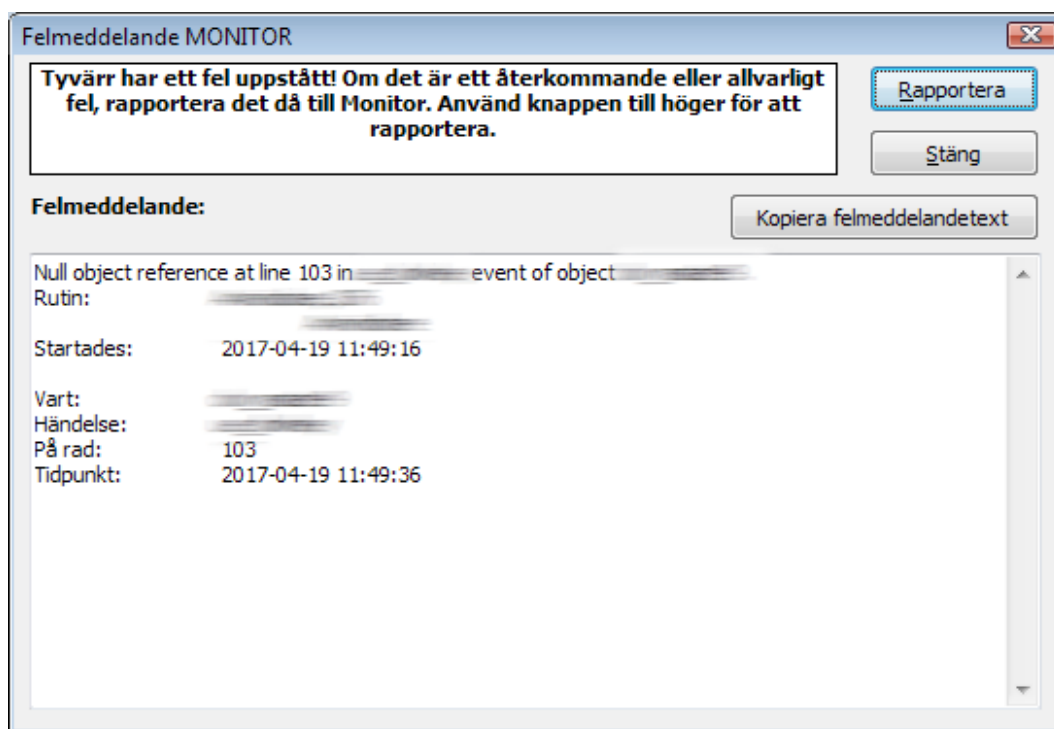 Felmeddelande MONITOR
Tyvärr har ett fel uppstått! Om det är ett återkommande eller allvarligt
fel, rapportera det då till Monitor. Använd knappen till höger för att
rapportera.
Rapportera
Stäng
Felmeddelande:
Kopiera felmeddelandetext
Null object reference at line 103 in event of object
Rutin:
Startades: 2017-04-19 11:49:16
Vart:
Händelse:
På rad: 103
Tidpunkt: 2017-04-19 11:49:36